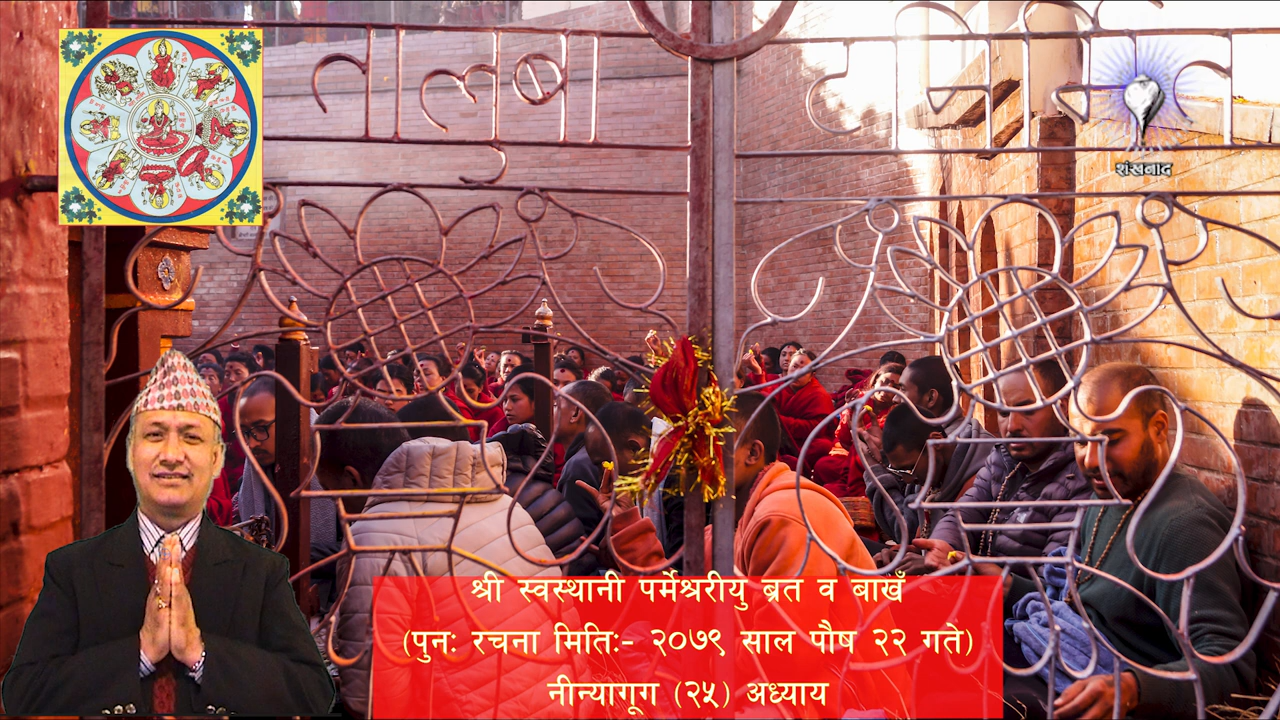 शंखनाद
श्री स्वस्थानी पर्मेश्वरीयु ब्रत व बाखँ
(पुनः रचना मितिः- २०७९ साल पौष २२ गते)
नीन्यागूग (२५) अध्याय